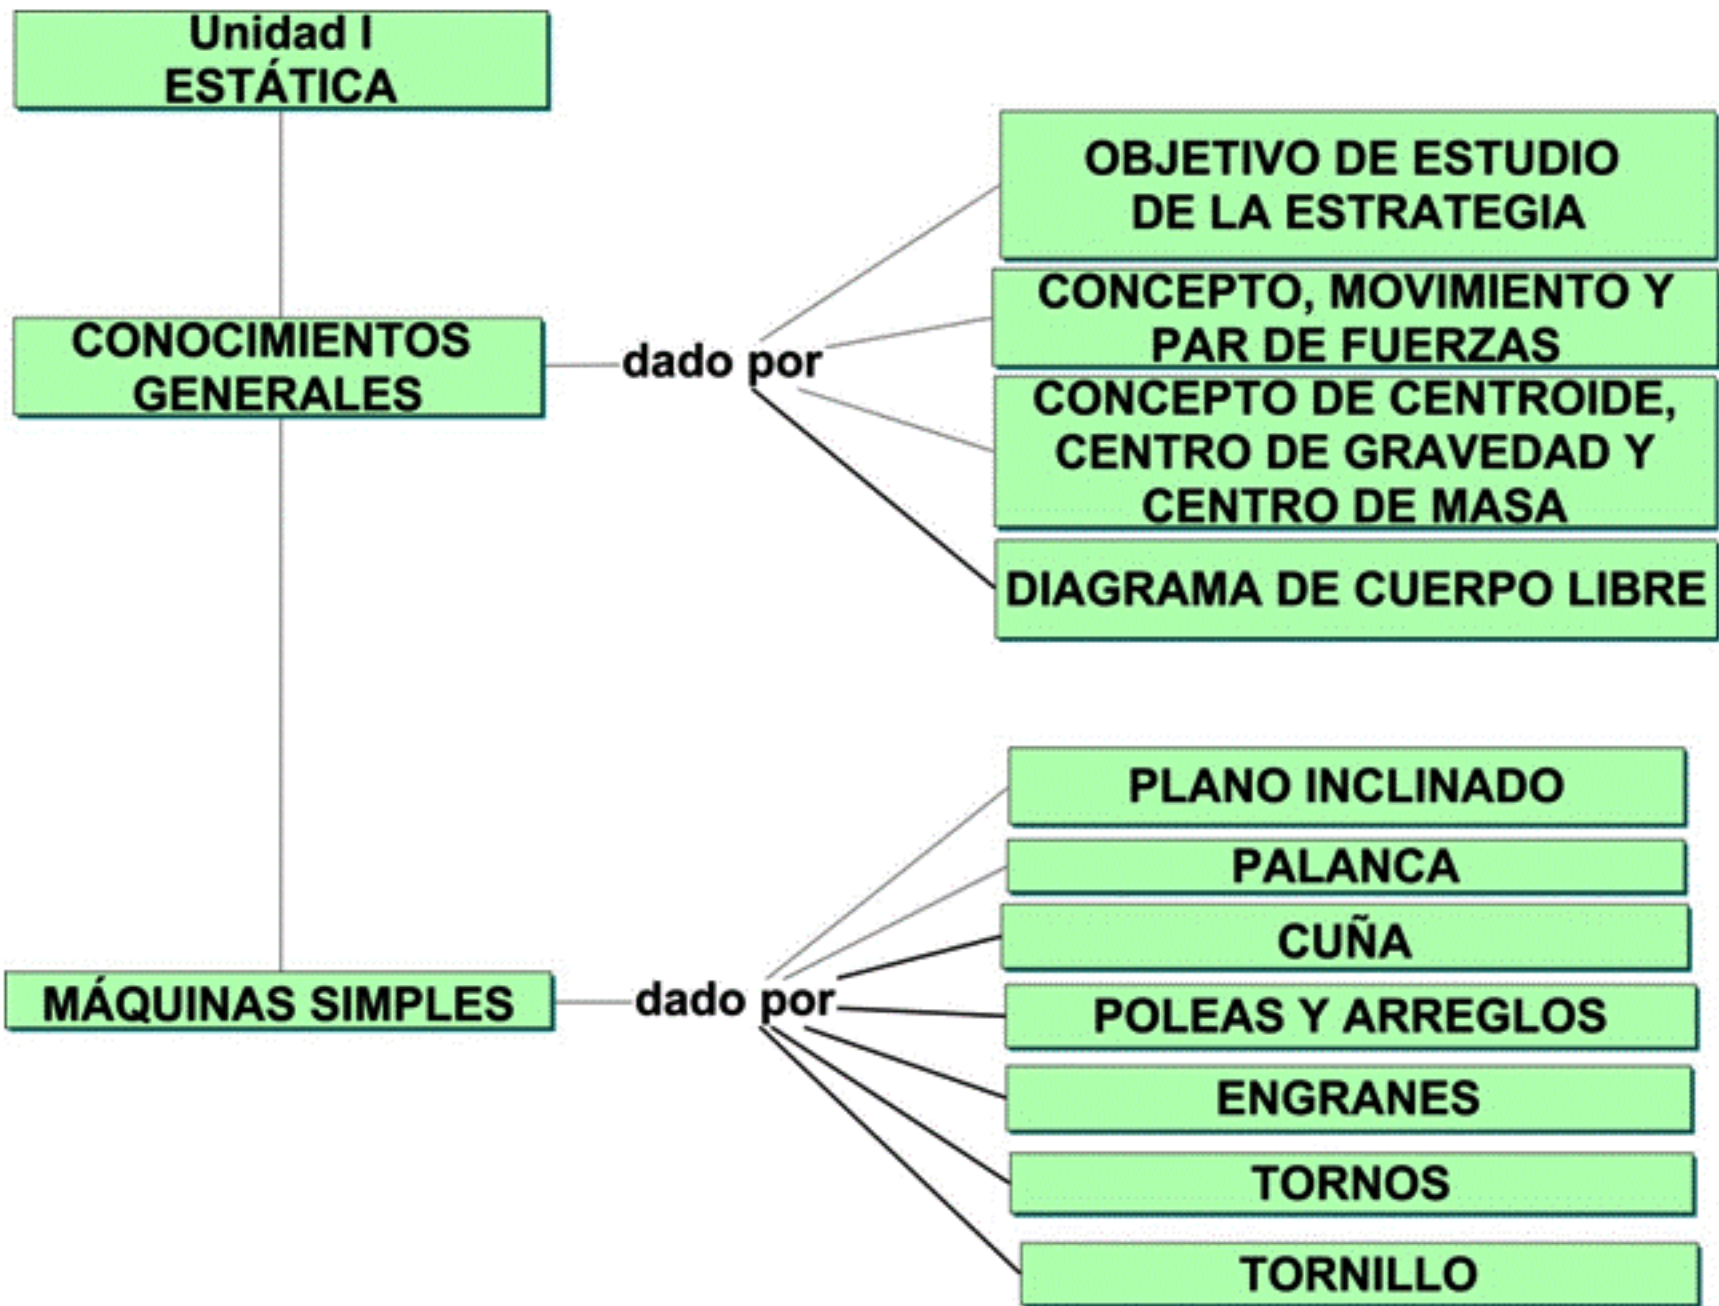 Unidad I
ESTÁTICA
CONOCIMIENTOS
GENERALES
dado por
OBJETIVO DE ESTUDIO
DE LA ESTRATEGIA
CONCEPTO, MOVIMIENTO Y
PAR DE FUERZAS
CONCEPTO DE CENTROIDE,
CENTRO DE GRAVEDAD Y
CENTRO DE MASA
DIAGRAMA DE CUERPO LIBRE
MÁQUINAS SIMPLES
dado por
PLANO INCLINADO
PALANCA
CUÑA
POLEAS Y ARREGLOS
ENGRANES
TORNOS
TORNILLO